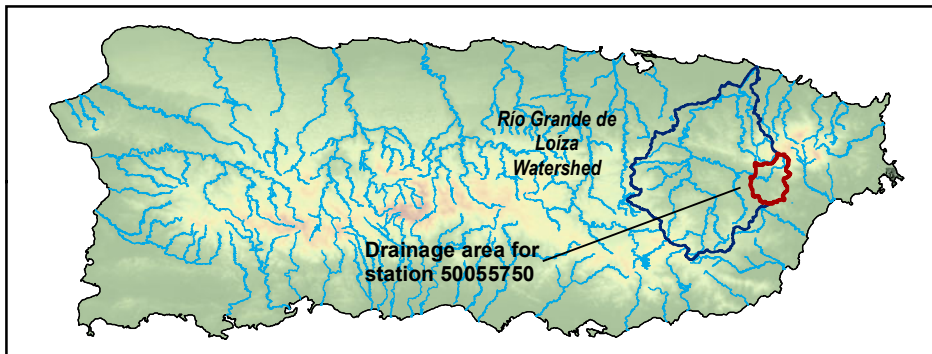 Río Grande de
Loíza
Watershed
Drainage area for
station 50055750